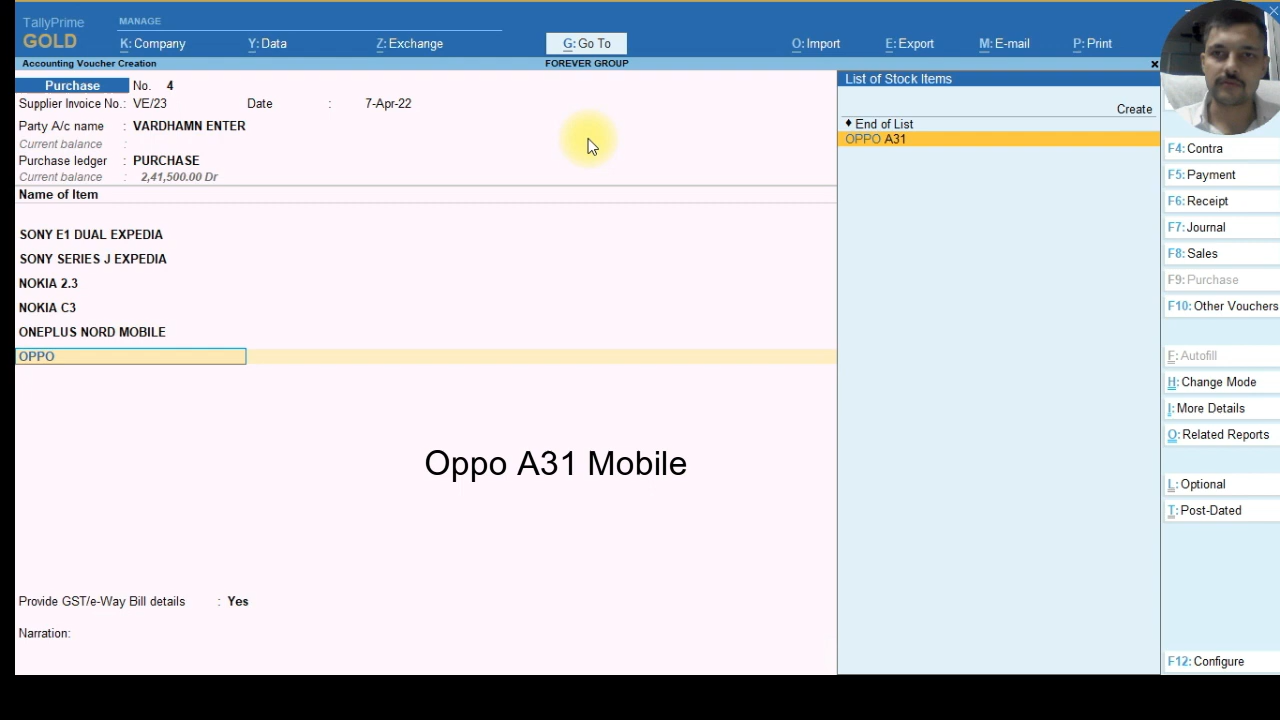 TallyPrime
GOLD
MANAGE
K: Company
Y: Data
Z: Exchange
G: Go To
O: Import
E: Export
M: E-mail
P: Print
Accounting Voucher Creation
FOREVER GROUP
Purchase No. 4
Supplier Invoice No.: VE/23 Date : 7-Apr-22
Party A/c name : VARDHAMN ENTER
Current balance :
Purchase ledger : PURCHASE
Current balance : 2,41,500.00 Dr
Name of Item
SONY E1 DUAL EXPEDIA
SONY SERIES J EXPEDIA
NOKIA 2.3
NOKIA C3
ONEPLUS NORD MOBILE
OPPO
Oppo A31 Mobile
Provide GST/e-Way Bill details : Yes
Narration:
List of Stock Items
Create
♦ End of List
OPPO A31
F4: Contra
F5: Payment
F6: Receipt
F7: Journal
F8: Sales
F9: Purchase
F10: Other Vouchers
F: Autofill
H: Change Mode
I: More Details
O: Related Reports
L: Optional
T: Post-Dated
F12: Configure